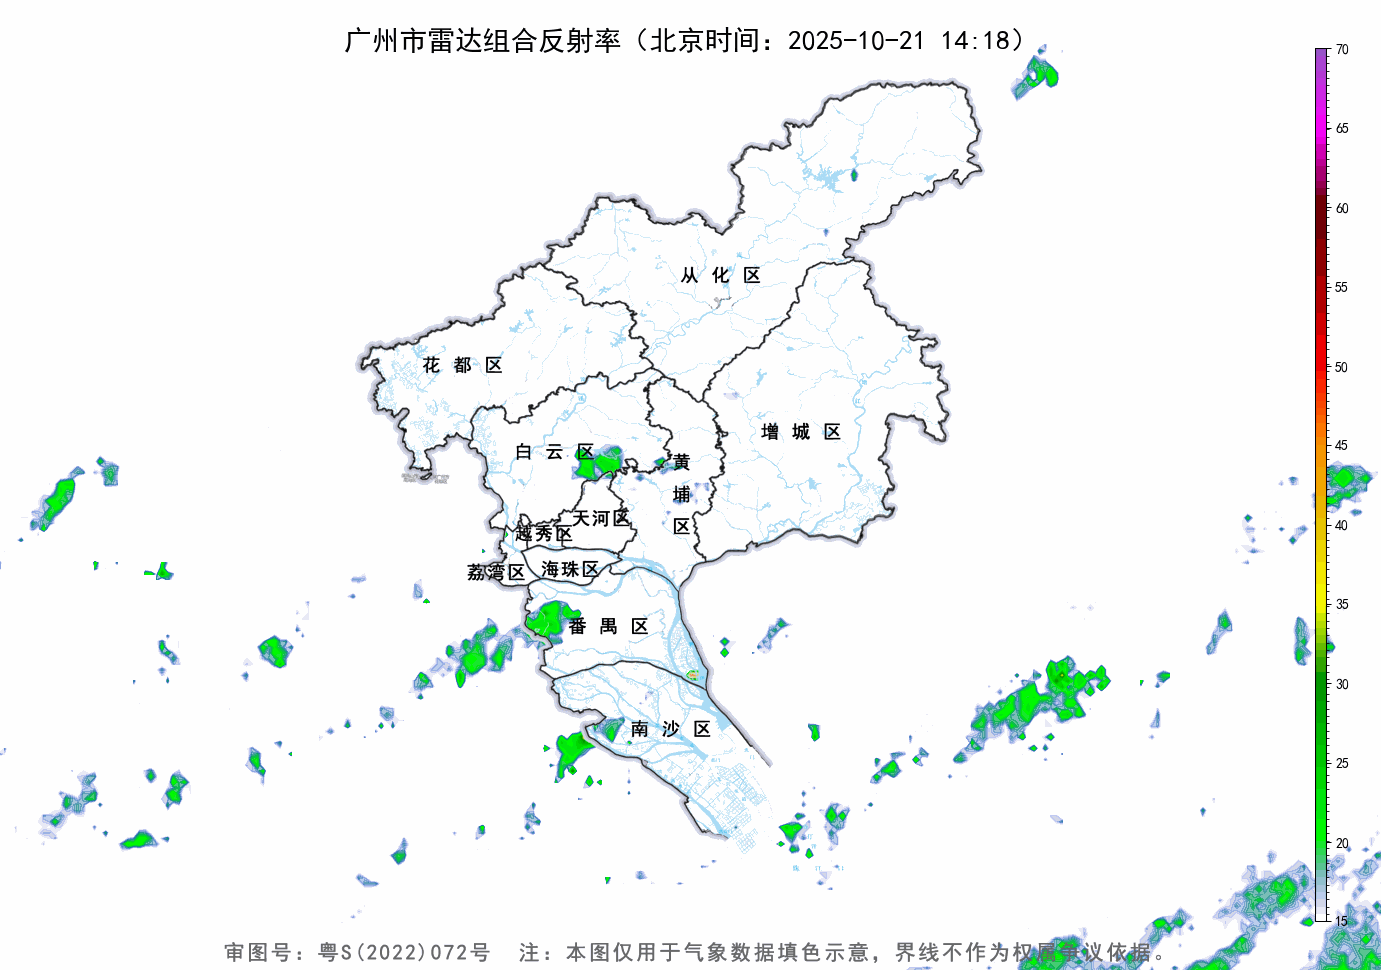 广州市雷达组合反射率（北京时间：2025-10-21 14:18）
70
65
60
55
50
45
40
35
30
25
20
15
从化区
花都区
增城区
白云区
黄埔区
天河区
越秀区
荔湾区
海珠区
番禺区
南沙区
审图号：粤S(2022)072号 注：本图仅用于气象数据填色示意，界线不作为权属争议依据。